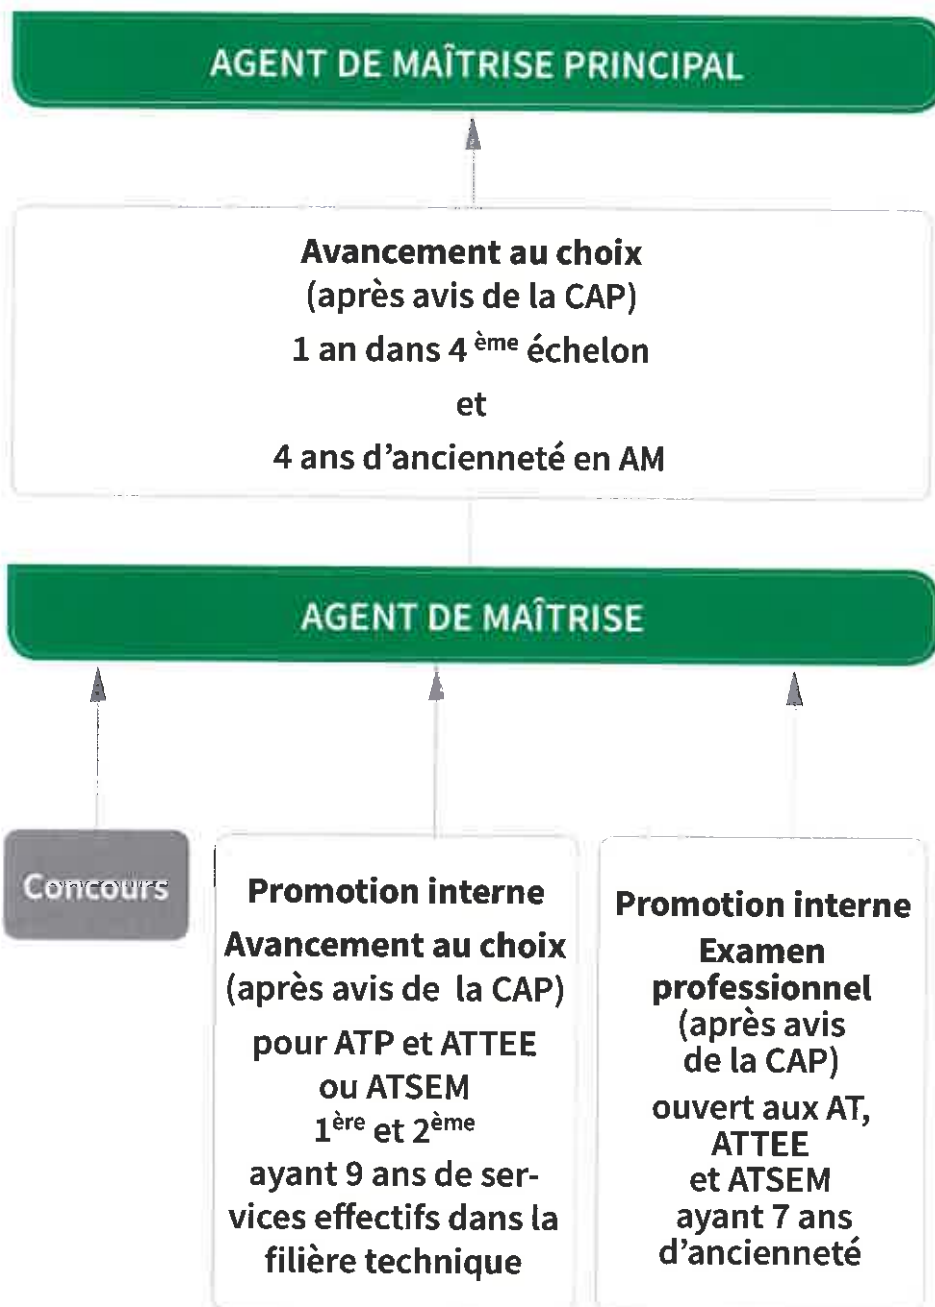 AGENT DE MAÎTRISE PRINCIPAL
Avancement au choix
(après avis de la CAP)
1 an dans 4 ème échelon
et
4 ans d'ancienneté en AM
AGENT DE MAÎTRISE
Concours
Promotion interne
Avancement au choix
(après avis de la CAP)
pour ATP et ATTEE
ou ATSEM
1ère et 2ème
ayant 9 ans de ser-
vices effectifs dans la
filière technique
Promotion interne
Examen
professionnel
(après avis
de la CAP)
ouvert aux AT,
ATTEE
et ATSEM
ayant 7 ans
d'ancienneté